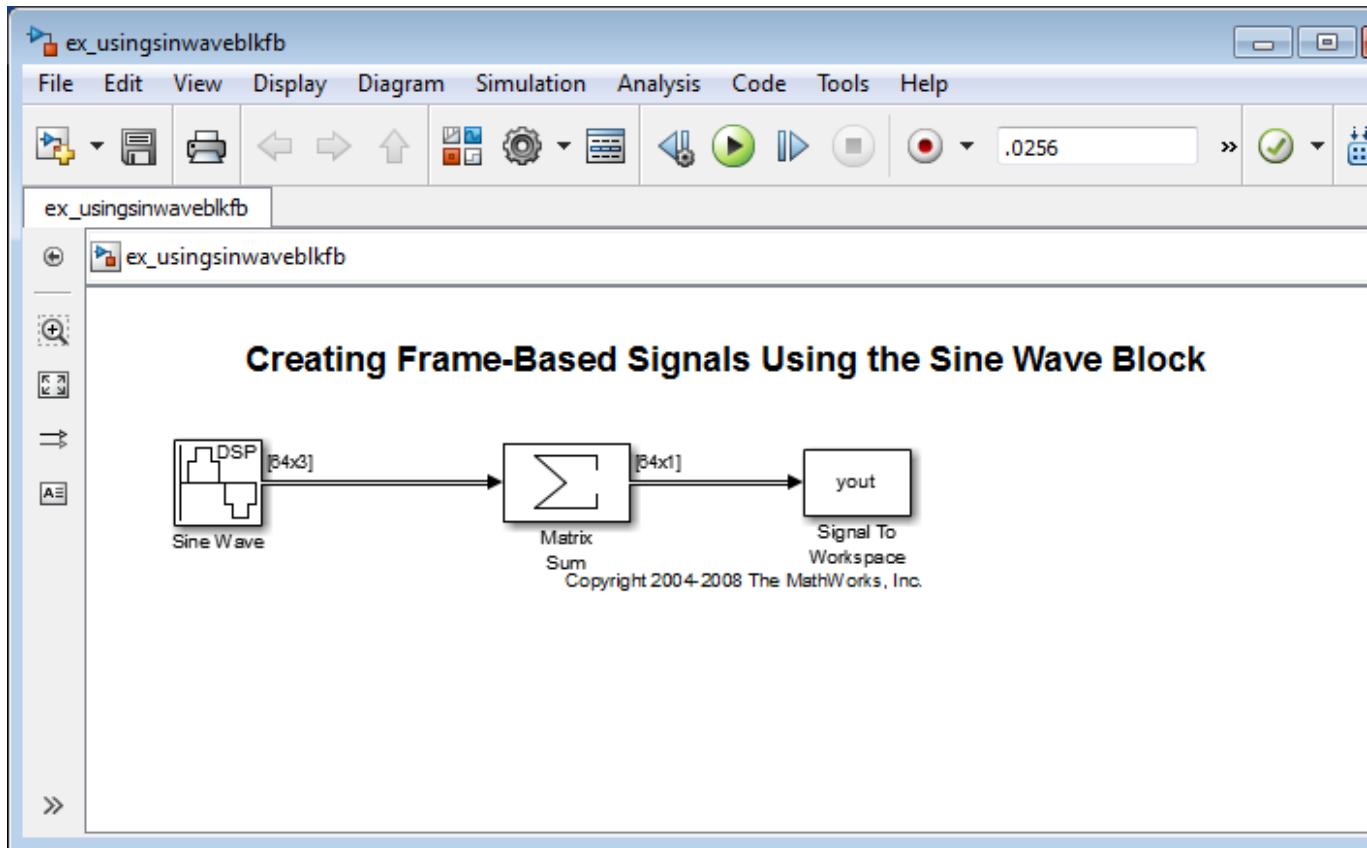 ex_usingsinwaveblkfb
File Edit View Display Diagram Simulation Analysis Code Tools Help
.0256
ex_usingsinwaveblkfb
ex_usingsinwaveblkfb
Creating Frame-Based Signals Using the Sine Wave Block
DSP
[64x3]
[64x1]
yout
Sine Wave
Matrix
Sum
Signal To
Workspace
Copyright 2004-2008 The MathWorks, Inc.